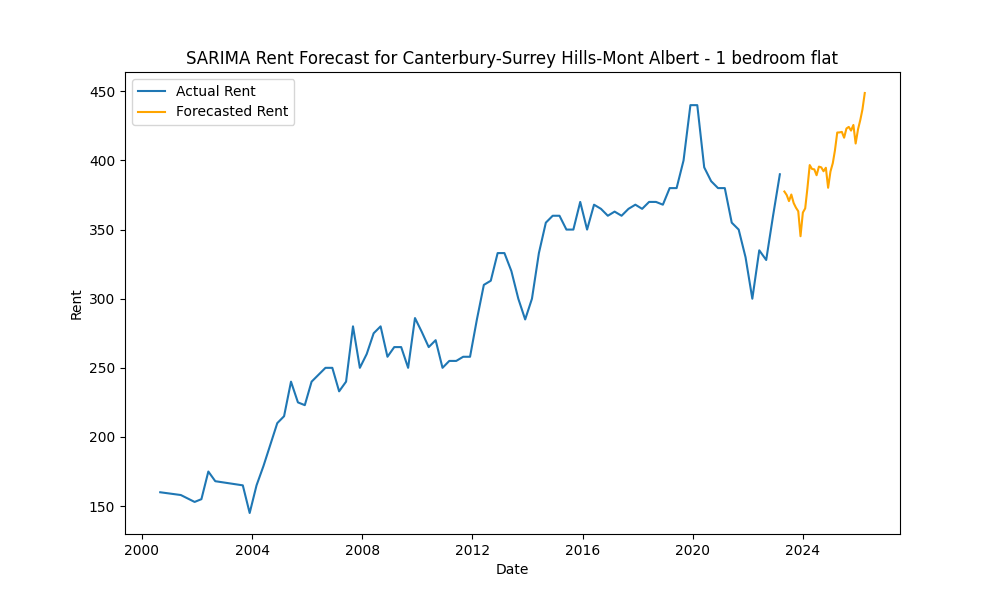 SARIMA Rent Forecast for Canterbury-Surrey Hills-Mont Albert - 1 bedroom flat
Actual Rent
Forecasted Rent
450
400
350
300
250
200
150
Rent
2000 2004 2008 2012 2016 2020 2024
Date